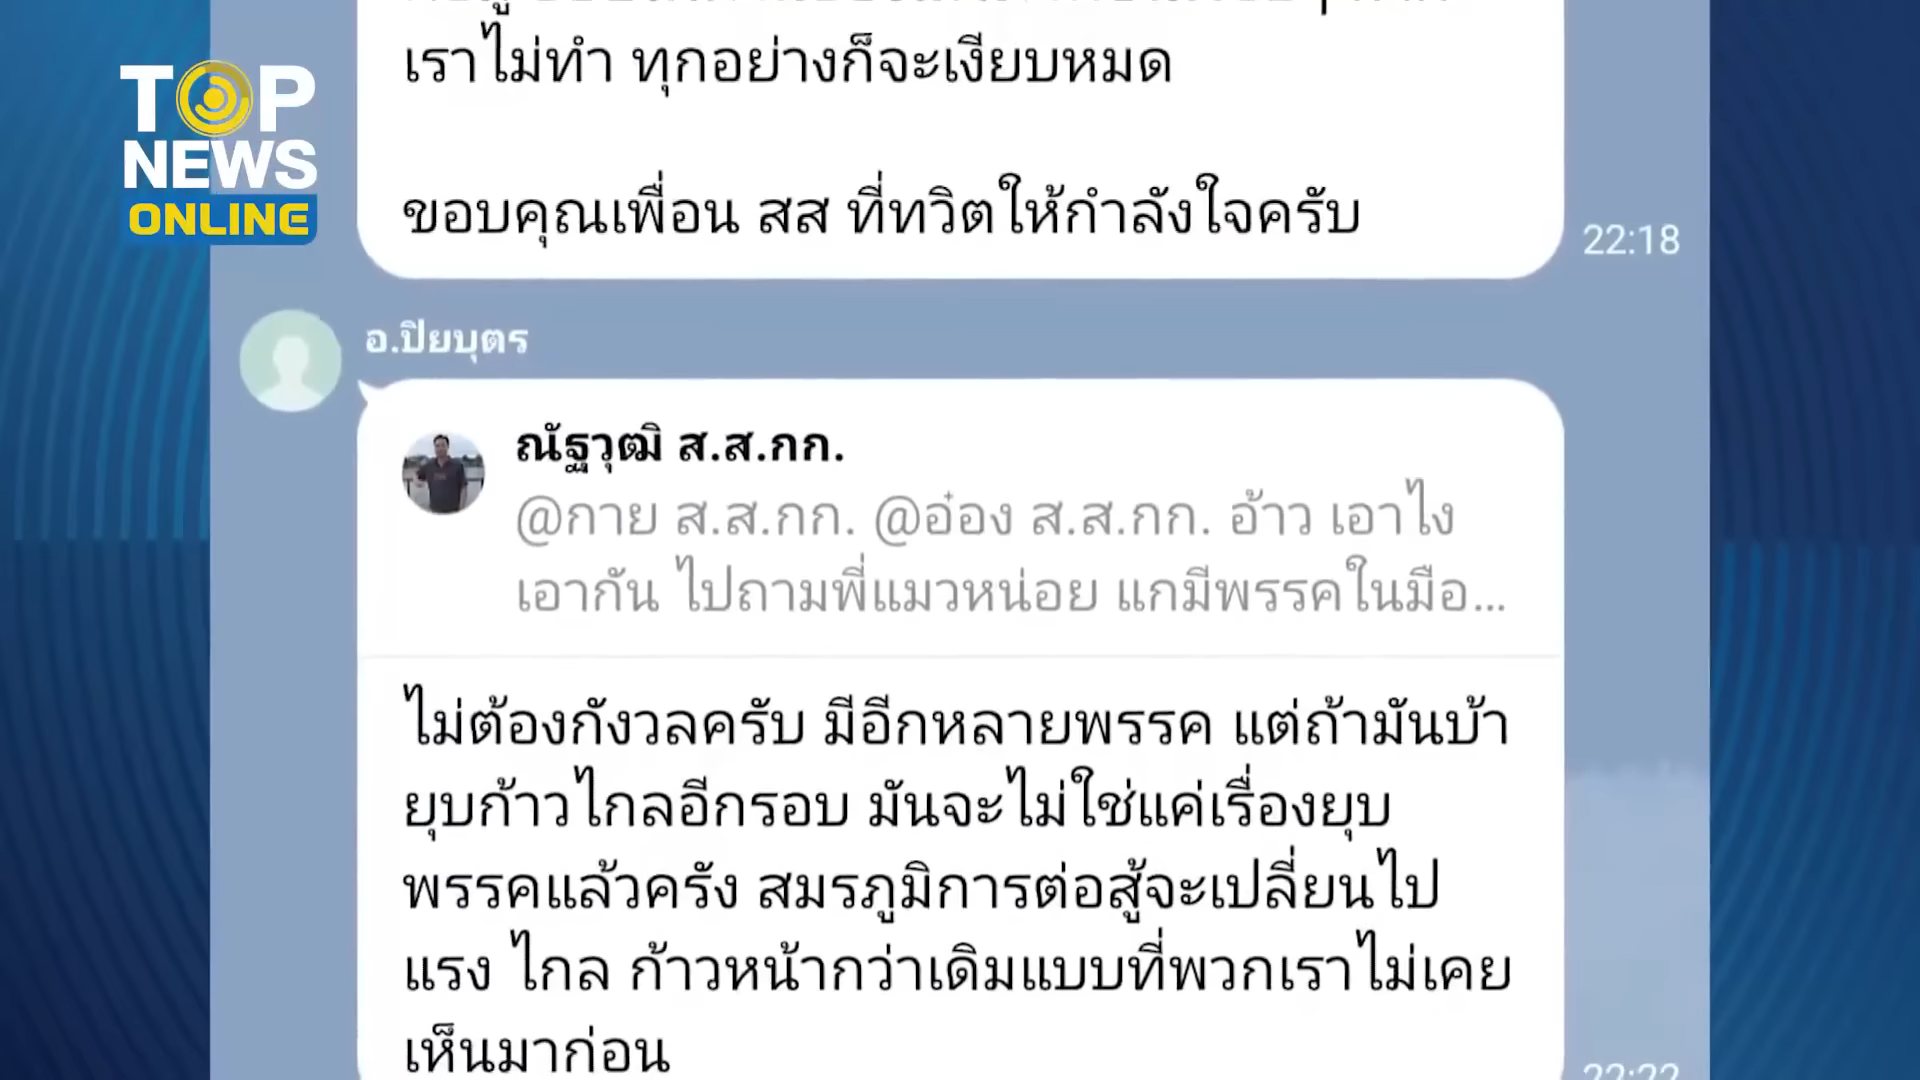 เราไม่ทำ ทุกอย่างก็จะเงียบหมด
TOP
NEWS
ONLINE
ขอบคุณเพื่อน สส ที่ทวิตให้กำลังใจครับ
22:18
อ.ปิยบุตร
ณัฐวุฒิ ส.ส.กก.
@กาย ส.ส.กก. @อ๋อง ส.ส.กก. อ้าว เอาไง
เอากัน ไปถามพี่แมวหน่อย แกมีพรรคในมือ...
ไม่ต้องกังวลครับ มีอีกหลายพรรค แต่ถ้ามันบ้า
ยุบก้าวไกลอีกรอบ มันจะไม่ใช่แค่เรื่องยุบ
พรรคแล้วครัง สมรภูมิการต่อสู้จะเปลี่ยนไป
แรง ไกล ก้าวหน้ากว่าเดิมแบบที่พวกเราไม่เคย
เห็นมาก่อน
22:22